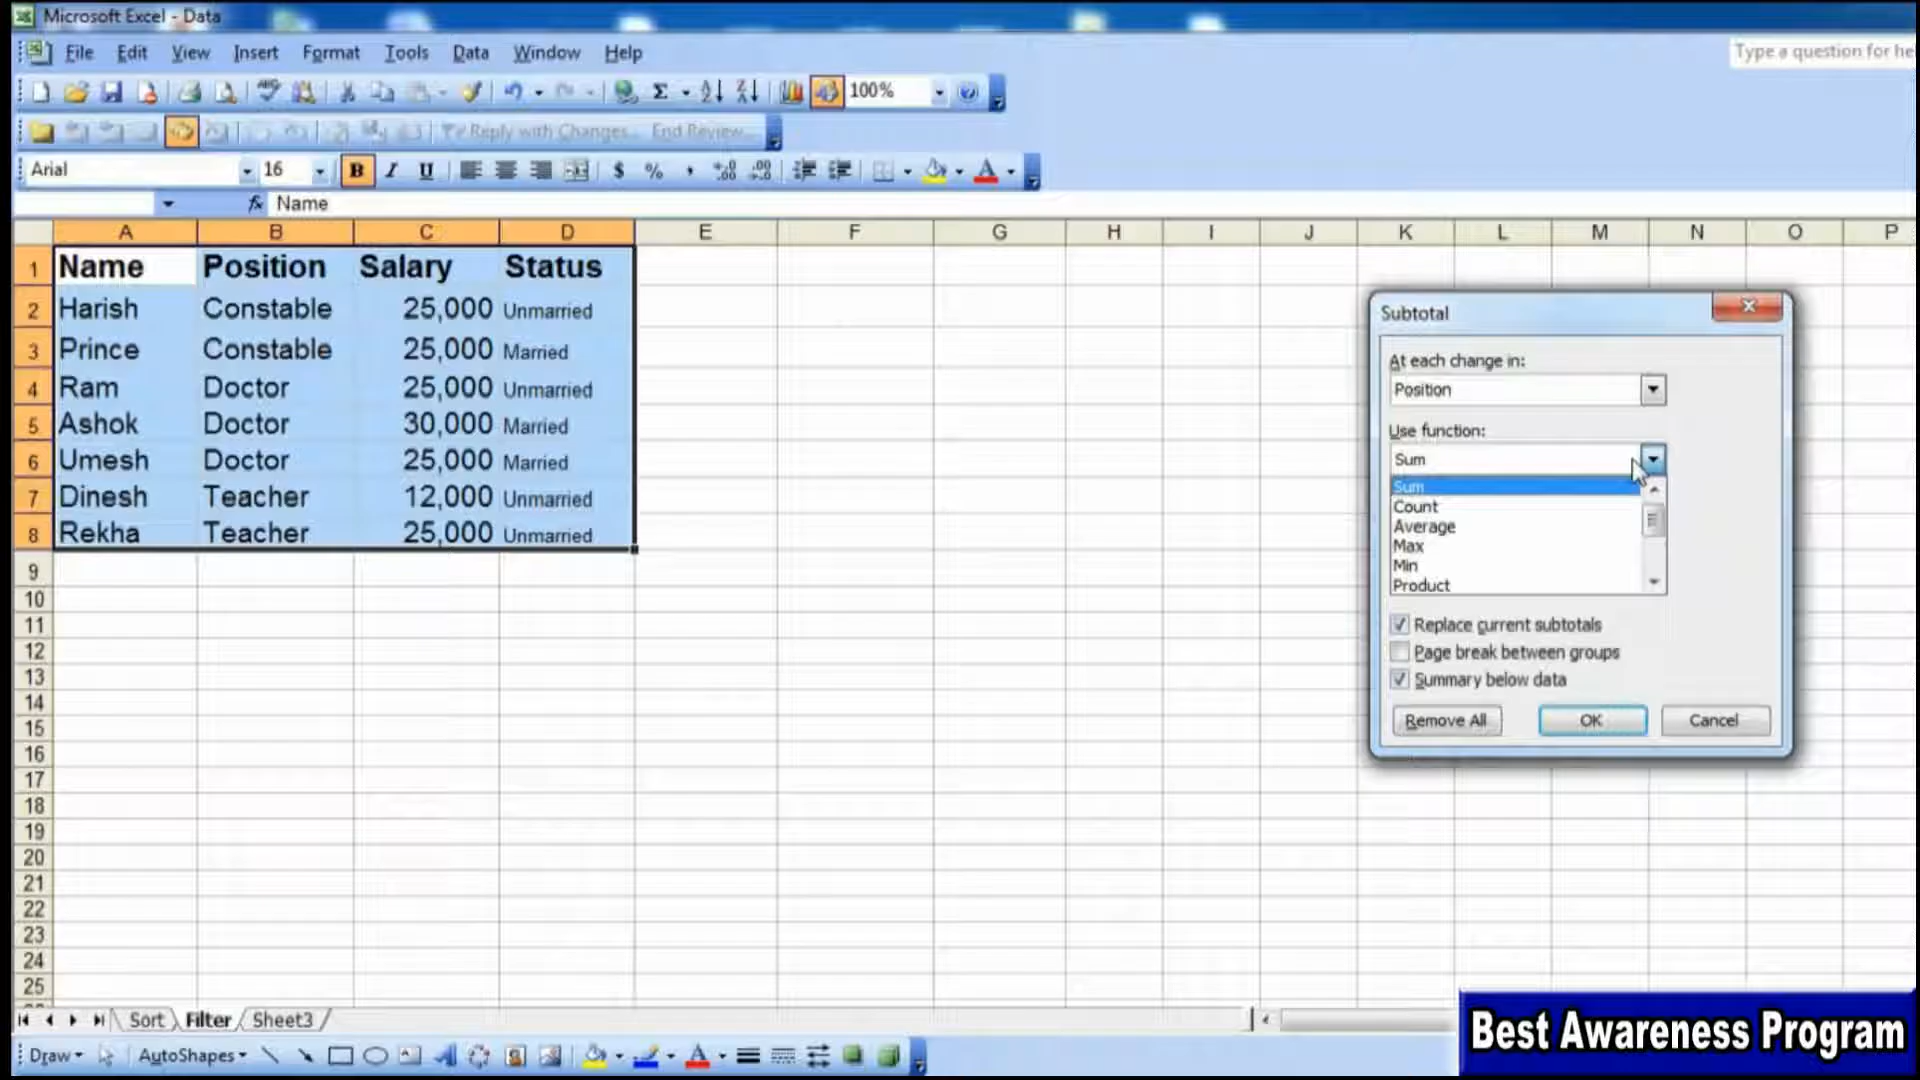 Microsoft Excel - Data
File Edit View Insert Format Tools Data Window Help
Type a question for he
100%
Reply with Changes... End Review...
Arial 16 B I U $ % ,
fx Name
A B C D E F G H I J K L M N O P
1 Name Position Salary Status
2 Harish Constable 25,000 Unmarried
3 Prince Constable 25,000 Married
4 Ram Doctor 25,000 Unmarried
5 Ashok Doctor 30,000 Married
6 Umesh Doctor 25,000 Married
7 Dinesh Teacher 12,000 Unmarried
8 Rekha Teacher 25,000 Unmarried
9
10
11
12
13
14
15
16
17
18
19
20
21
22
23
24
25
Subtotal
At each change in:
Position
Use function:
Sum
Sum
Count
Average
Max
Min
Product
Replace current subtotals
Page break between groups
Summary below data
Remove All OK Cancel
Sort Filter Sheet3
Draw AutoShapes
Best Awareness Program